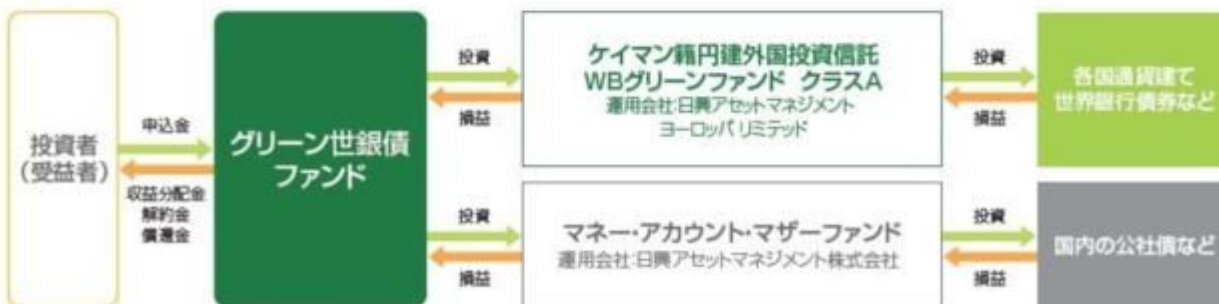 投資者
(受益者)
申込金
収益分配金
解約金
償還金
グリーン世銀債
ファンド
投資
損益
ケイマン籍円建外国投資信託
WBグリーンファンド クラスA
運用会社:日興アセットマネジメント
ヨーロッパ リミテッド
投資
損益
各国通貨建て
世界銀行債券など
投資
損益
マネー・アカウント・マザーファンド
運用会社:日興アセットマネジメント株式会社
投資
損益
国内の公社債など